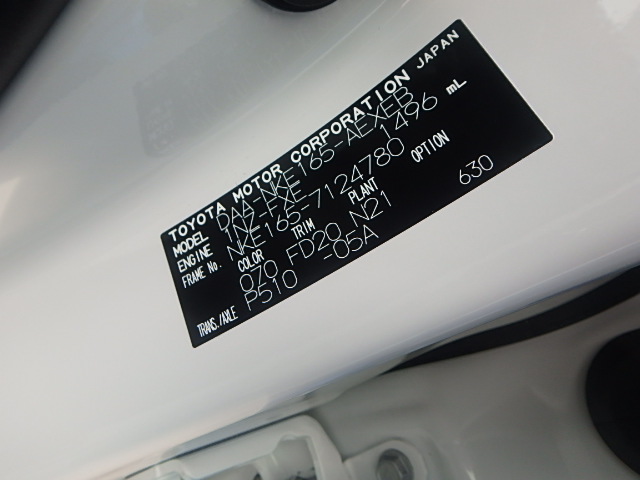 TOYOTA MOTOR CORPORATION JAPAN
MODEL DAA-NKE165-AEXEB
ENGINE 1NZ-FXE 1496 mL
FRAME No. NKE165-7124780
COLOR TRIM PLANT OPTION
070 FD20 N21 630
TRANS./AXLE P510 -05A